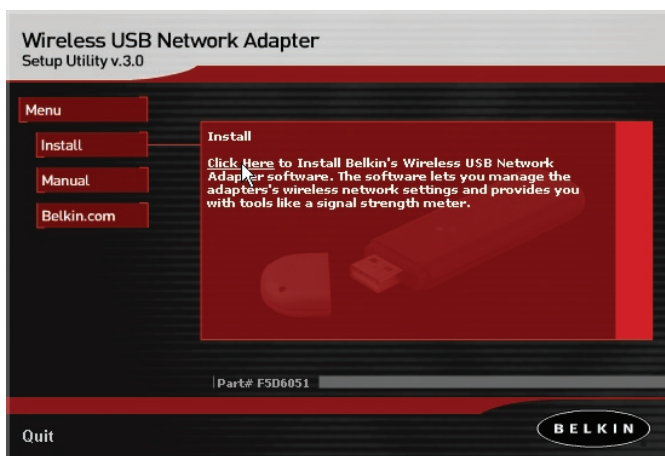 Wireless USB Network Adapter
Setup Utility v.3.0
Menu
Install
Manual
Belkin.com
Install
Click Here to Install Belkin's Wireless USB Network
Adapter software. The software lets you manage the
adapters's wireless network settings and provides you
with tools like a signal strength meter.
Part# F5D6051
Quit
BELKIN